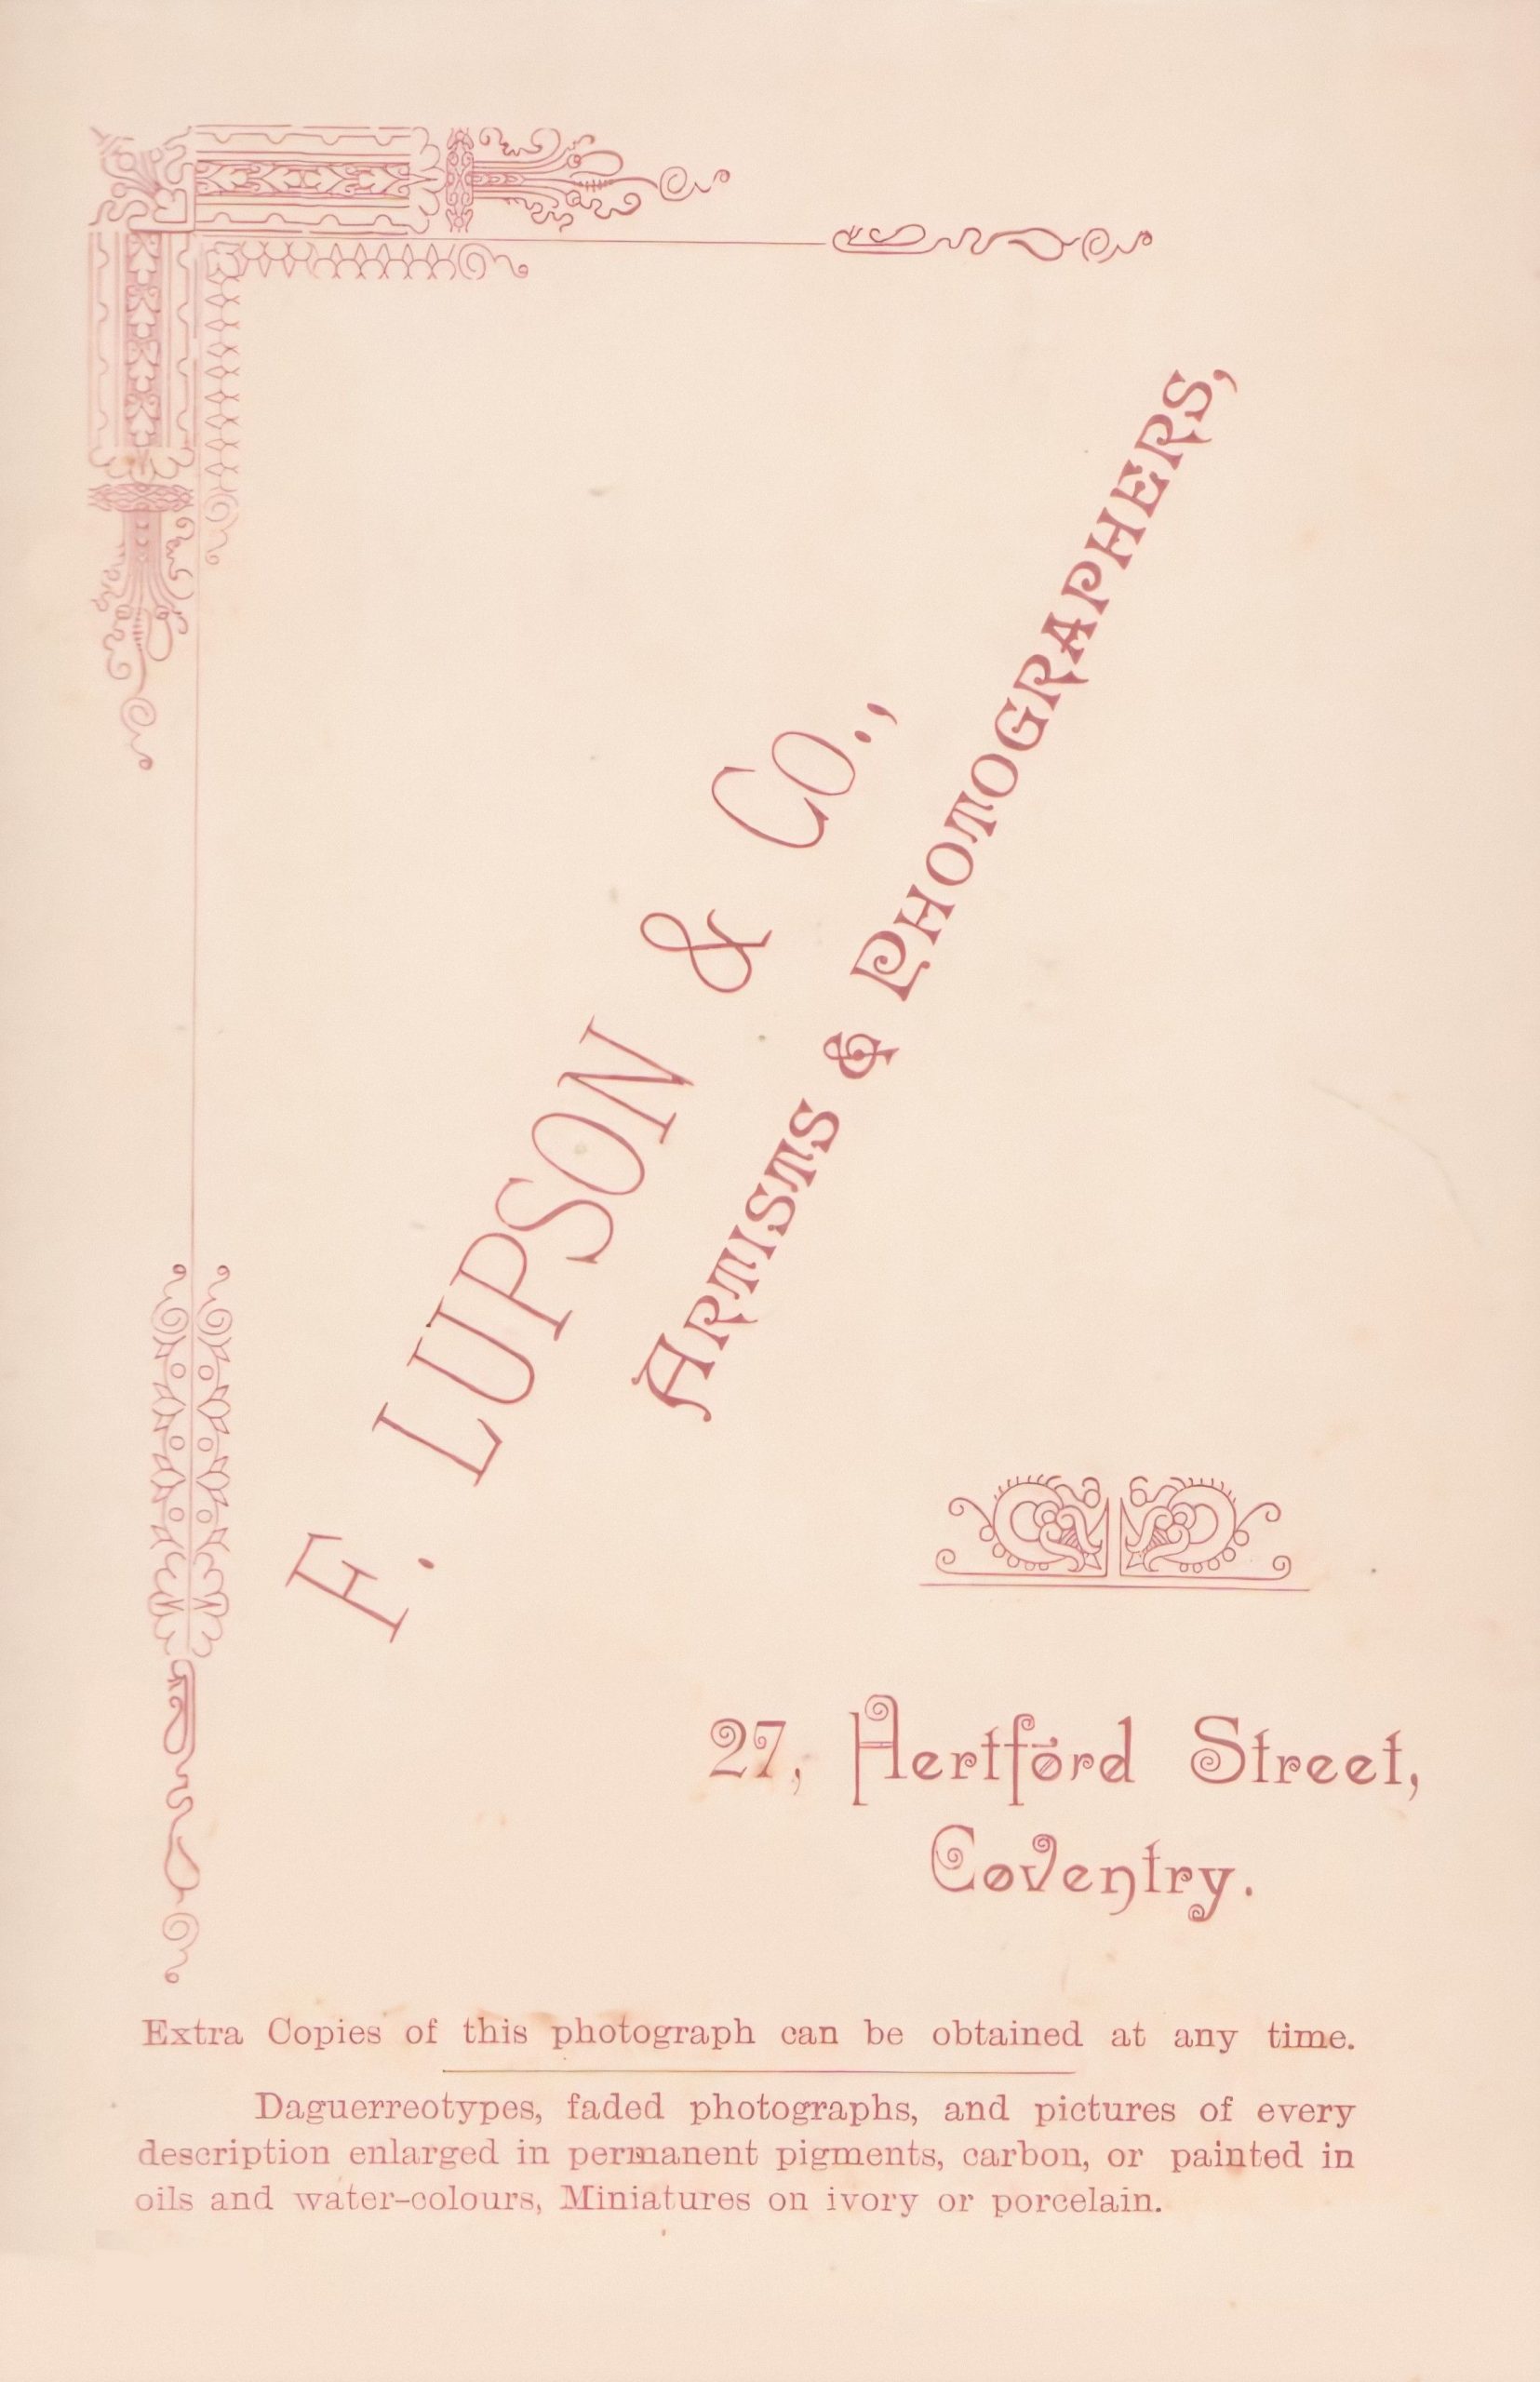 F. LUPSON & CO.,
ARTISTS & PHOTOGRAPHERS,
27, Hertford Street,
Coventry.
Extra Copies of this photograph can be obtained at any time.
Daguerreotypes, faded photographs, and pictures of every
description enlarged in permanent pigments, carbon, or painted in
oils and water-colours, Miniatures on ivory or porcelain.